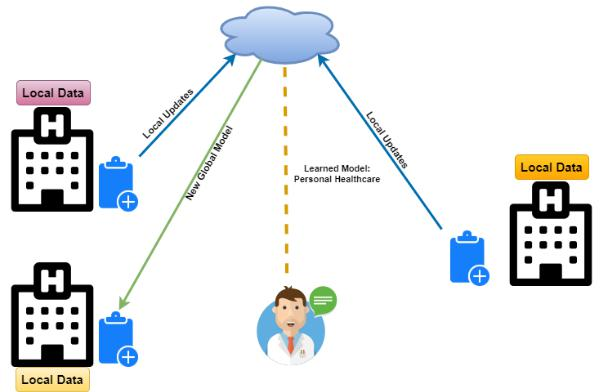 Local Data
H
Local Updates
New Global Model
Local Updates
Learned Model:
Personal Healthcare
Local Data
H
H
Local Data